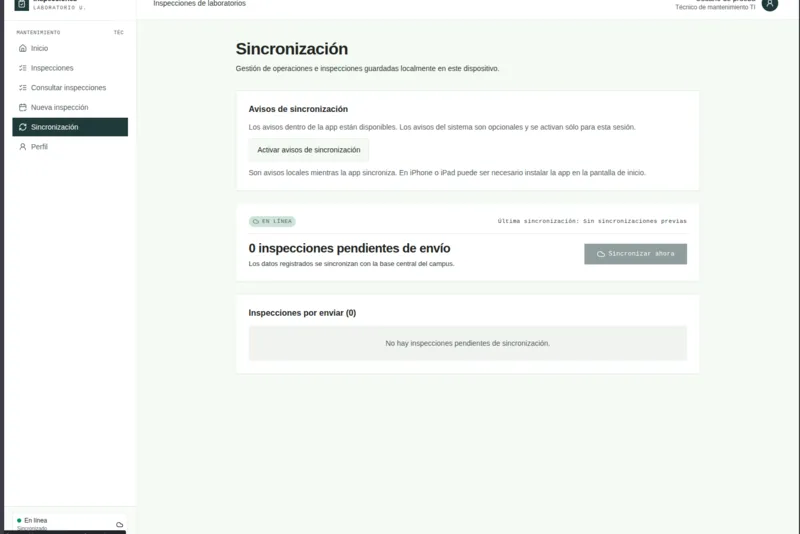 LABORATORIO U.
Inspecciones de laboratorios
Técnico de mantenimiento TI
MANTENIMIENTO TÉC
Inicio
Inspecciones
Consultar inspecciones
Nueva inspección
Sincronización
Perfil
Sincronización
Gestión de operaciones e inspecciones guardadas localmente en este dispositivo.
Avisos de sincronización
Los avisos dentro de la app están disponibles. Los avisos del sistema son opcionales y se activan sólo para esta sesión.
Activar avisos de sincronización
Son avisos locales mientras la app sincroniza. En iPhone o iPad puede ser necesario instalar la app en la pantalla de inicio.
EN LÍNEA
Última sincronización: Sin sincronizaciones previas
0 inspecciones pendientes de envío
Los datos registrados se sincronizan con la base central del campus.
Sincronizar ahora
Inspecciones por enviar (0)
No hay inspecciones pendientes de sincronización.
En línea
Sincronizado